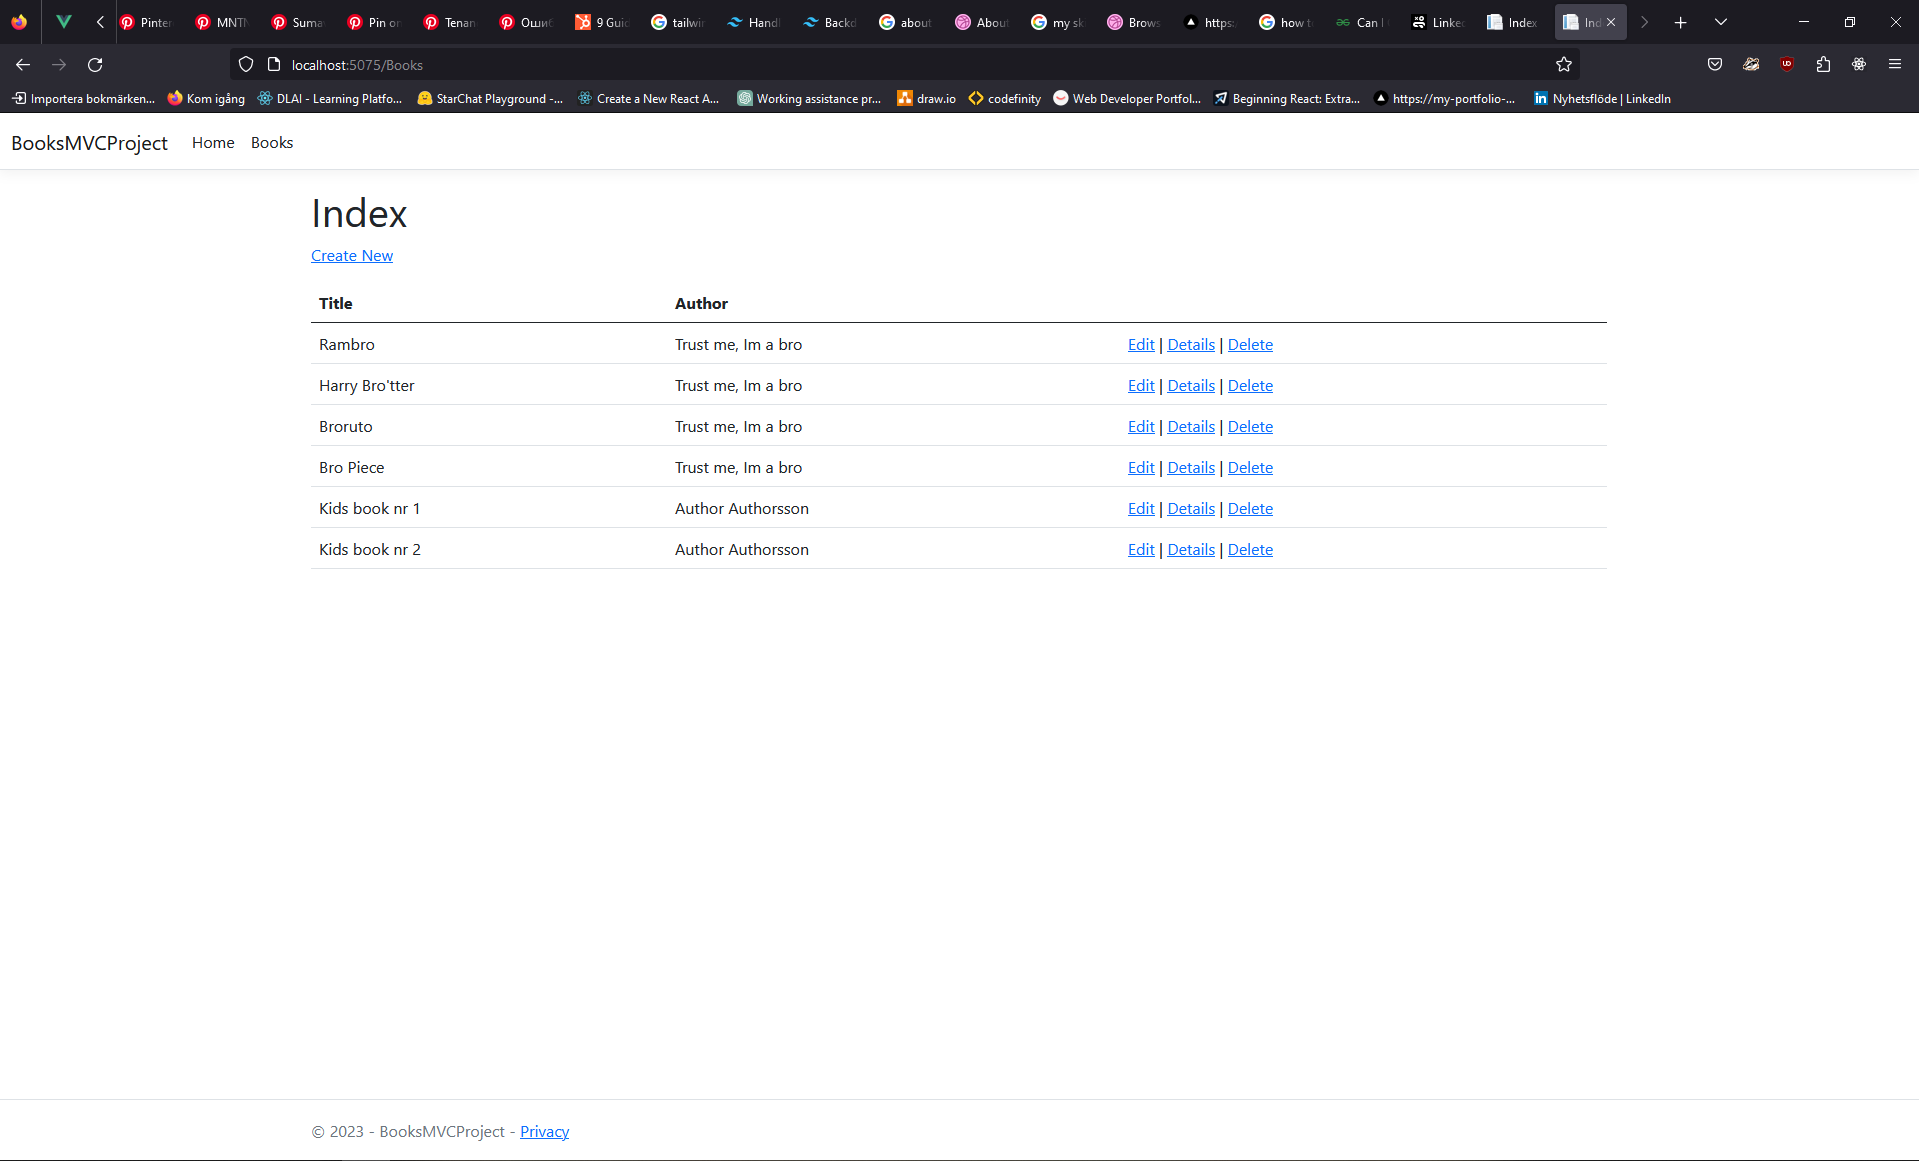 Pinter MNTN Suma Pin or Tenan Ошиб 9 Guid tailwin Handl Backd about About my sk Brows https: how t Can I Linke Index Ind
localhost:5075/Books
Importera bokmärken... Kom igång DLAI - Learning Platfo... StarChat Playground -... Create a New React A... Working assistance pr... draw.io codefinity Web Developer Portfol... Beginning React: Extra... https://my-portfolio-... Nyhetsflöde | LinkedIn
BooksMVCProject Home Books
Index
Create New
Title Author
Rambro Trust me, Im a bro Edit | Details | Delete
Harry Bro'tter Trust me, Im a bro Edit | Details | Delete
Broruto Trust me, Im a bro Edit | Details | Delete
Bro Piece Trust me, Im a bro Edit | Details | Delete
Kids book nr 1 Author Authorsson Edit | Details | Delete
Kids book nr 2 Author Authorsson Edit | Details | Delete
© 2023 - BooksMVCProject - Privacy